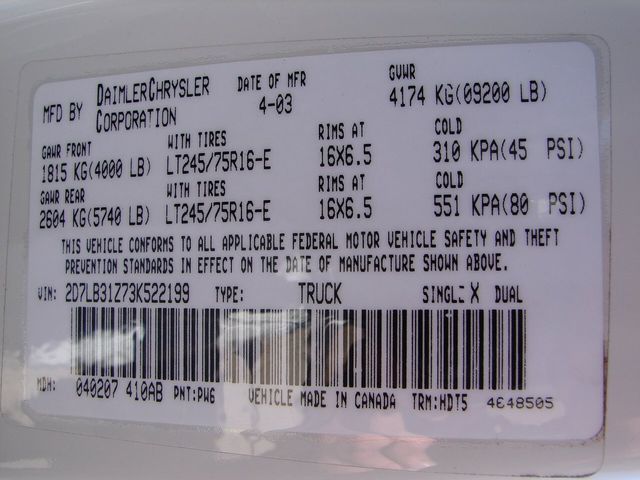 MFD BY DAIMLERCHRYSLER CORPORATION
DATE OF MFR 4-03
GVWR 4174 KG(09200 LB)
GAWR FRONT WITH TIRES RIMS AT COLD
1815 KG(4000 LB) LT245/75R16-E 16X6.5 310 KPA(45 PSI)
GAWR REAR WITH TIRES RIMS AT COLD
2604 KG(5740 LB) LT245/75R16-E 16X6.5 551 KPA(80 PSI)
THIS VEHICLE CONFORMS TO ALL APPLICABLE FEDERAL MOTOR VEHICLE SAFETY AND THEFT
PREVENTION STANDARDS IN EFFECT ON THE DATE OF MANUFACTURE SHOWN ABOVE.
VIN: 2D7LB31Z73K522199 TYPE: TRUCK SINGLE X DUAL
MDH: 040207 410AB PNT:PW6 VEHICLE MADE IN CANADA TRM:HDT5 4648505